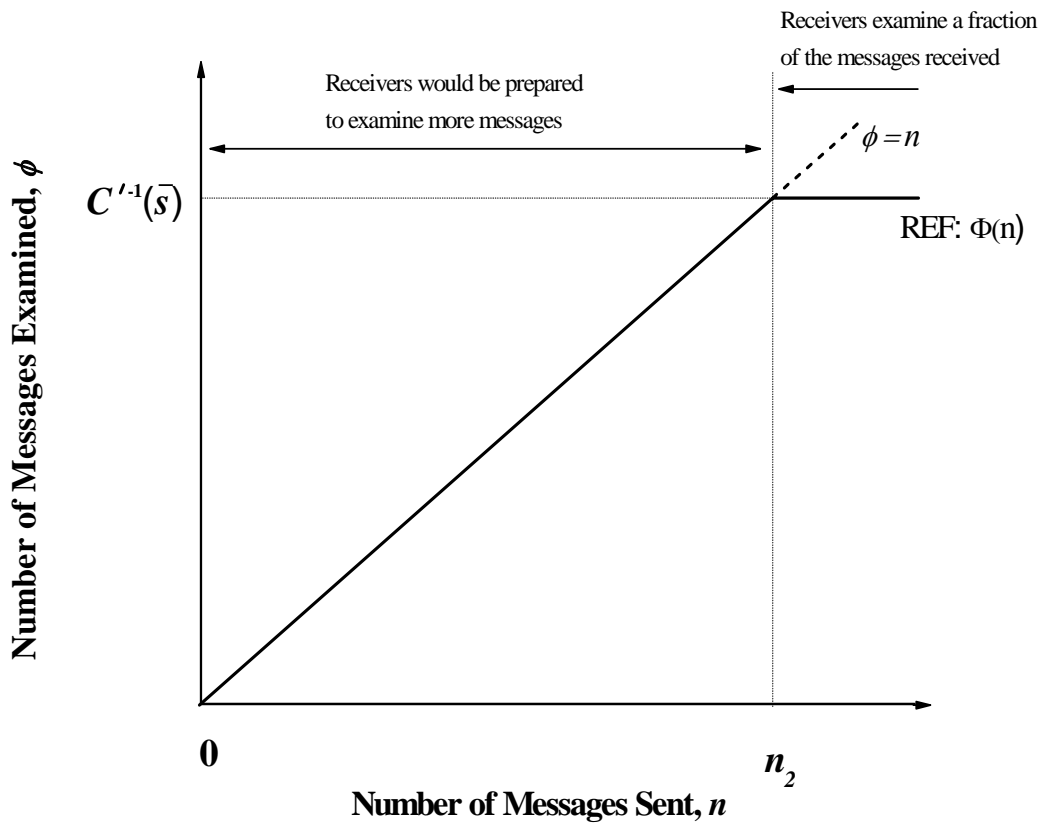 Receivers examine a fraction
of the messages received
Receivers would be prepared
to examine more messages
ϕ = n
C′⁻¹(s̄)
REF: Φ(n)
Number of Messages Examined, ϕ
0
n₂
Number of Messages Sent, n